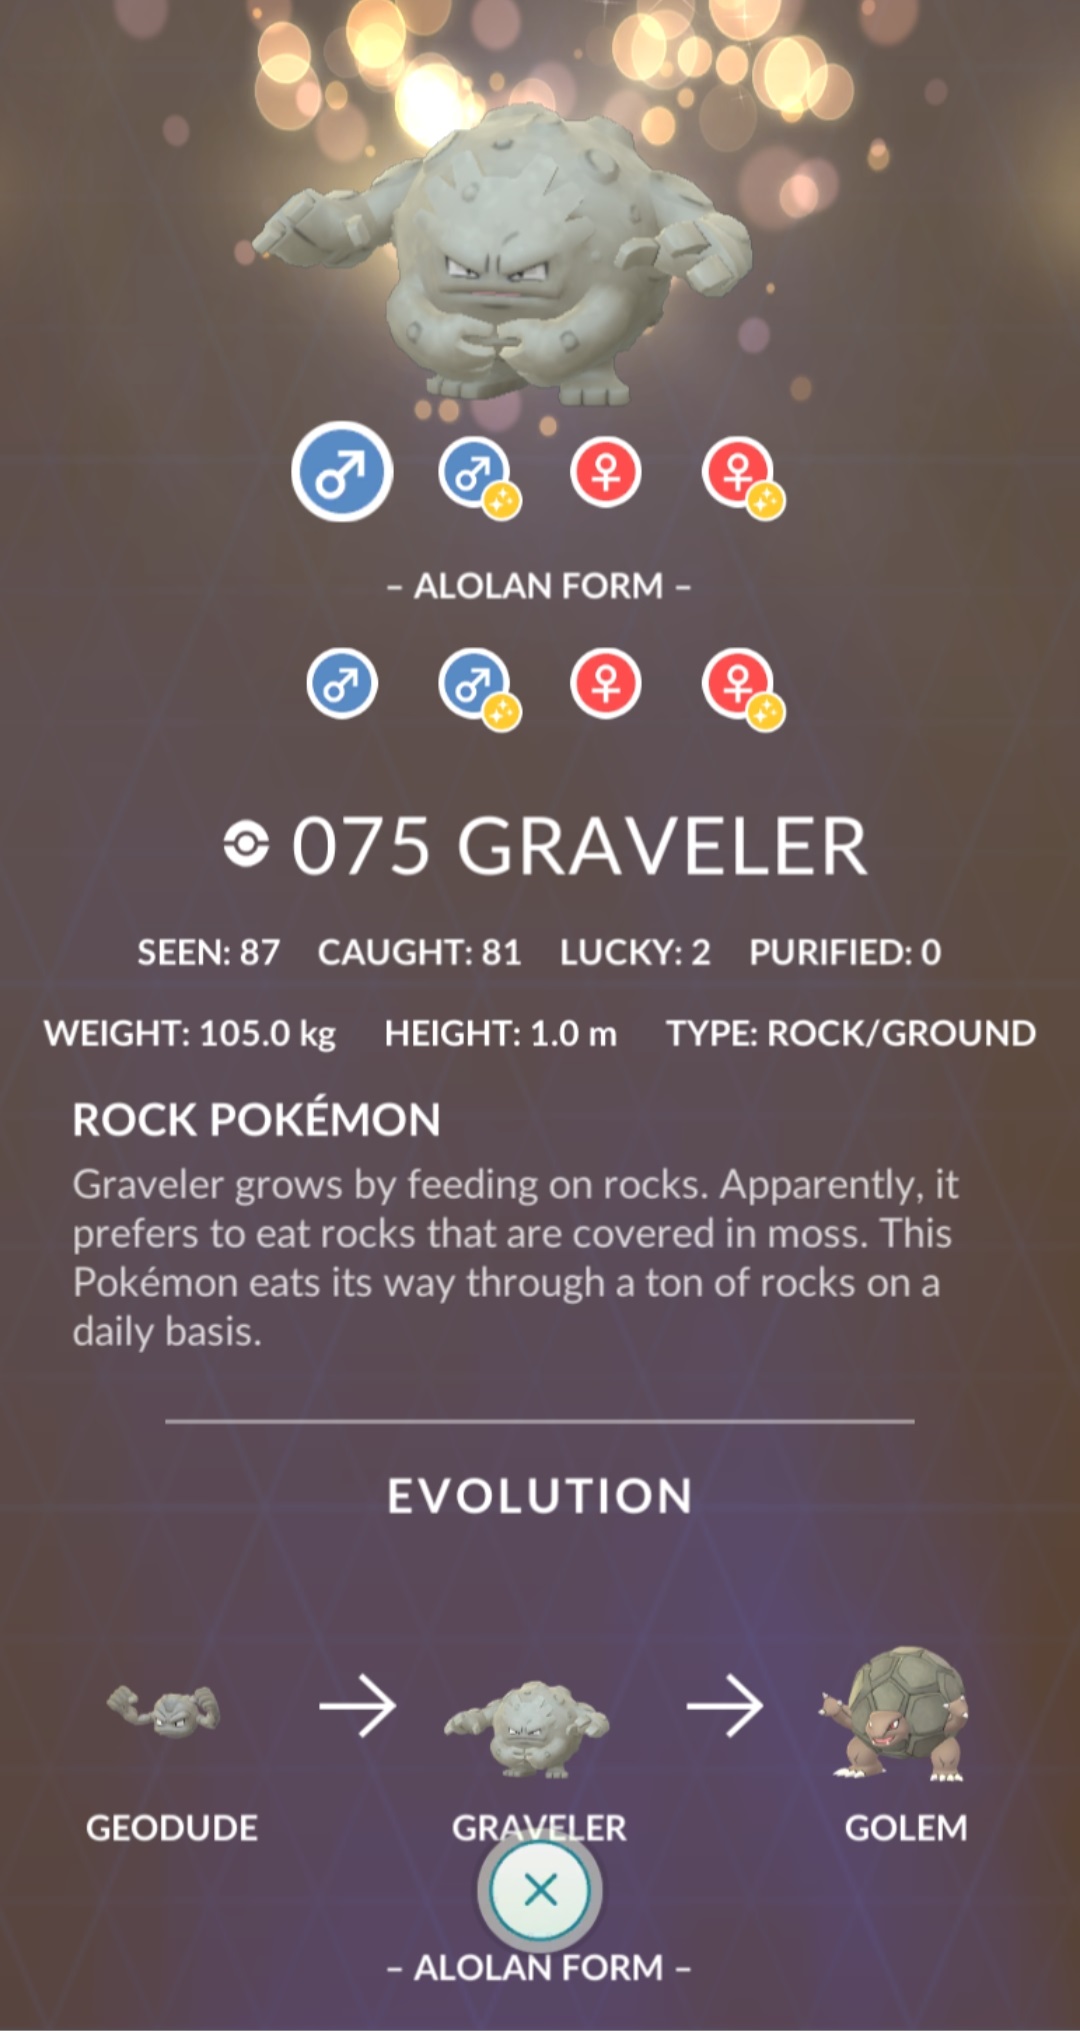 – ALOLAN FORM –
075 GRAVELER
SEEN: 87 CAUGHT: 81 LUCKY: 2 PURIFIED: 0
WEIGHT: 105.0 kg HEIGHT: 1.0 m TYPE: ROCK/GROUND
ROCK POKÉMON
Graveler grows by feeding on rocks. Apparently, it
prefers to eat rocks that are covered in moss. This
Pokémon eats its way through a ton of rocks on a
daily basis.
EVOLUTION
GEODUDE GRAVELER GOLEM
– ALOLAN FORM –